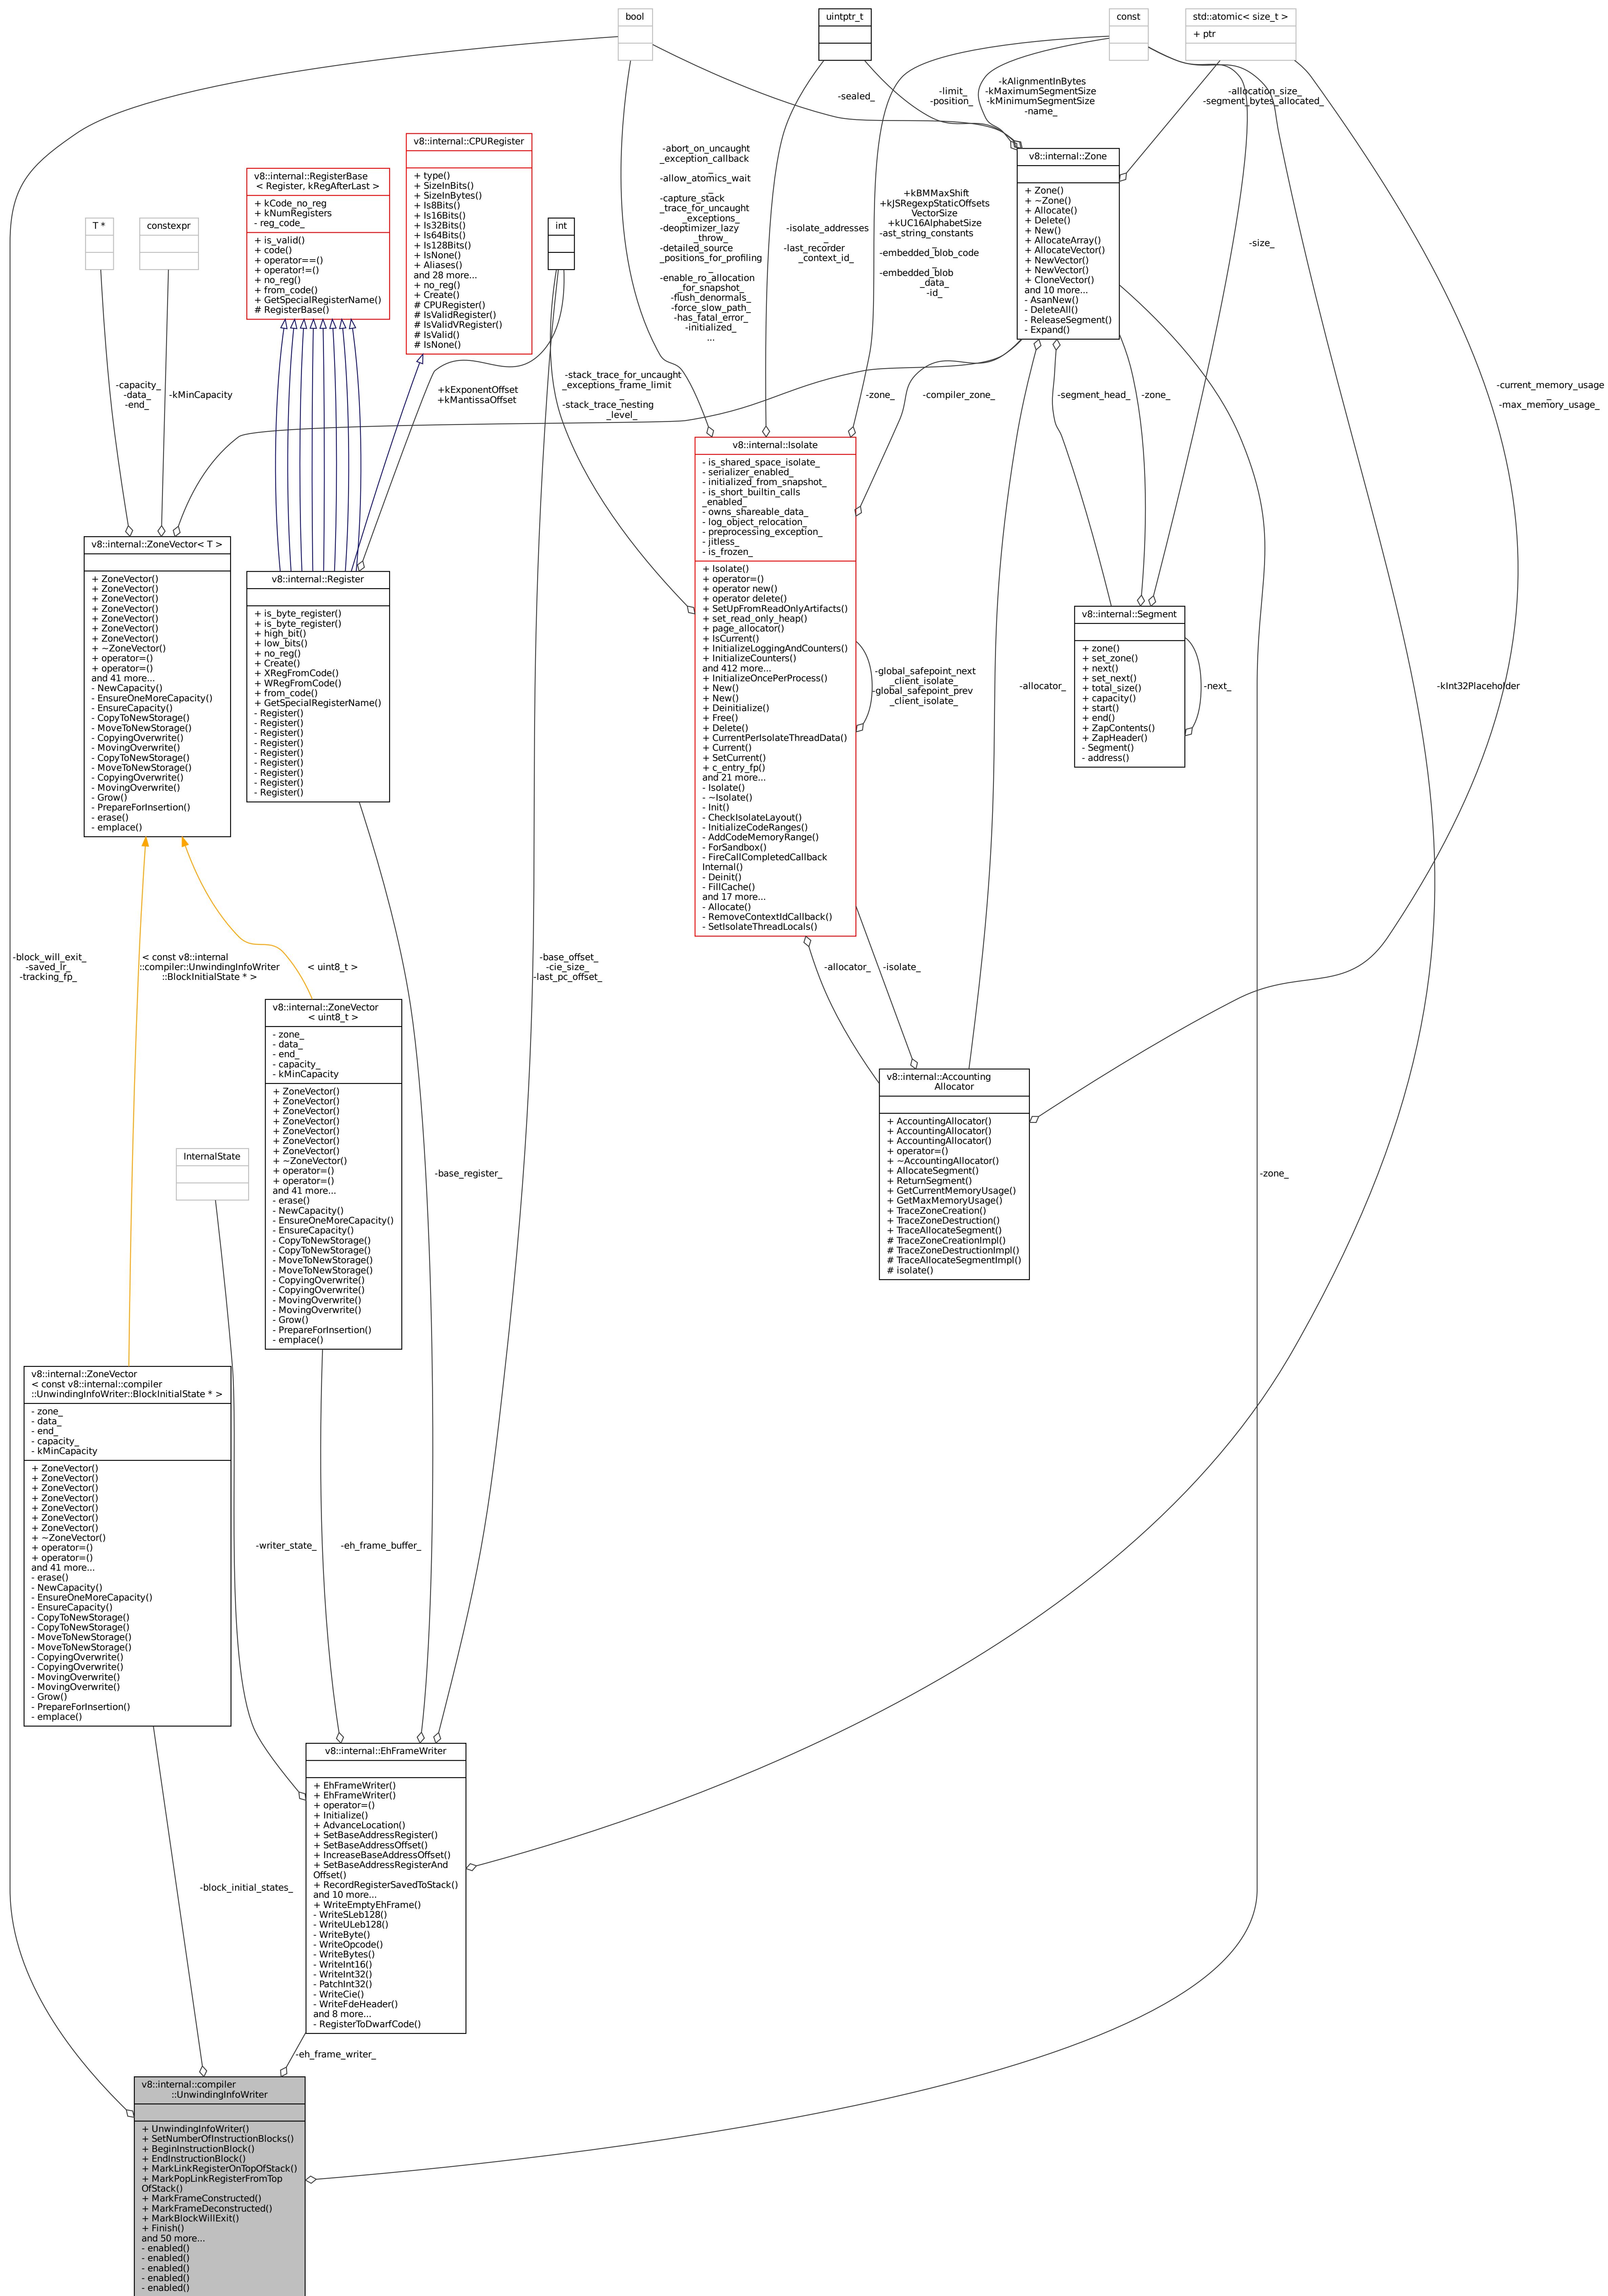 bool
uintptr_t
const
std::atomic< size_t >
+ ptr
-sealed_
-limit_
-position_
-kAlignmentInBytes
-kMaximumSegmentSize
-kMinimumSegmentSize
-name_
-allocation_size_
-segment_bytes_allocated_
v8::internal::CPURegister
+ type()
+ SizeInBits()
+ SizeInBytes()
+ Is8Bits()
+ Is16Bits()
+ Is32Bits()
+ Is64Bits()
+ Is128Bits()
+ IsNone()
+ Aliases()
and 28 more...
+ no_reg()
+ Create()
# CPURegister()
# IsValidRegister()
# IsValidVRegister()
# IsValid()
# IsNone()
v8::internal::RegisterBase
< Register, kRegAfterLast >
+ kCode_no_reg
+ kNumRegisters
- reg_code_
+ is_valid()
+ code()
+ operator==()
+ operator!=()
+ no_reg()
+ from_code()
+ GetSpecialRegisterName()
# RegisterBase()
v8::internal::Zone
+ Zone()
+ ~Zone()
+ Allocate()
+ Delete()
+ New()
+ AllocateArray()
+ AllocateVector()
+ NewVector()
+ NewVector()
+ CloneVector()
and 10 more...
- AsanNew()
- DeleteAll()
- ReleaseSegment()
- Expand()
T *
constexpr
int
-abort_on_uncaught
_exception_callback
_
-allow_atomics_wait
_
-capture_stack
_trace_for_uncaught
_exceptions_
-deoptimizer_lazy
_throw_
-detailed_source
_positions_for_profiling
_
-enable_ro_allocation
_for_snapshot_
-flush_denormals_
-force_slow_path_
-has_fatal_error_
-initialized_
...
-isolate_addresses
_
-last_recorder
_context_id_
+kBMMaxShift
+kJSRegexpStaticOffsets
VectorSize
+kUC16AlphabetSize
-ast_string_constants
_
-embedded_blob_code
_
-embedded_blob
_data_
-id_
-size_
-capacity_
-data_
-end_
-kMinCapacity
+kExponentOffset
+kMantissaOffset
-stack_trace_for_uncaught
_exceptions_frame_limit
_
-stack_trace_nesting
_level_
-zone_
-compiler_zone_
-segment_head_
-zone_
-current_memory_usage
_
-max_memory_usage_
v8::internal::Isolate
- is_shared_space_isolate_
- serializer_enabled_
- initialized_from_snapshot_
- is_short_builtin_calls
_enabled_
- owns_shareable_data_
- log_object_relocation_
- preprocessing_exception_
- jitless_
- is_frozen_
+ Isolate()
+ operator=()
+ operator new()
+ operator delete()
+ SetUpFromReadOnlyArtifacts()
+ set_read_only_heap()
+ page_allocator()
+ IsCurrent()
+ InitializeLoggingAndCounters()
+ InitializeCounters()
and 412 more...
+ InitializeOncePerProcess()
+ New()
+ New()
+ Deinitialize()
+ Free()
+ Delete()
+ CurrentPerIsolateThreadData()
+ Current()
+ SetCurrent()
+ c_entry_fp()
and 21 more...
- Isolate()
- ~Isolate()
- Init()
- CheckIsolateLayout()
- InitializeCodeRanges()
- AddCodeMemoryRange()
- ForSandbox()
- FireCallCompletedCallback
Internal()
- Deinit()
- FillCache()
and 17 more...
- Allocate()
- RemoveContextIdCallback()
- SetIsolateThreadLocals()
v8::internal::ZoneVector< T >
+ ZoneVector()
+ ZoneVector()
+ ZoneVector()
+ ZoneVector()
+ ZoneVector()
+ ZoneVector()
+ ZoneVector()
+ ~ZoneVector()
+ operator=()
+ operator=()
and 41 more...
- NewCapacity()
- EnsureOneMoreCapacity()
- EnsureCapacity()
- CopyToNewStorage()
- MoveToNewStorage()
- CopyingOverwrite()
- MovingOverwrite()
- CopyToNewStorage()
- MoveToNewStorage()
- CopyingOverwrite()
- MovingOverwrite()
- Grow()
- PrepareForInsertion()
- erase()
- emplace()
v8::internal::Register
+ is_byte_register()
+ is_byte_register()
+ high_bit()
+ low_bits()
+ no_reg()
+ Create()
+ XRegFromCode()
+ WRegFromCode()
+ from_code()
+ GetSpecialRegisterName()
- Register()
- Register()
- Register()
- Register()
- Register()
- Register()
- Register()
- Register()
- Register()
v8::internal::Segment
+ zone()
+ set_zone()
+ next()
+ set_next()
+ total_size()
+ capacity()
+ start()
+ end()
+ ZapContents()
+ ZapHeader()
- Segment()
- address()
-global_safepoint_next
_client_isolate_
-global_safepoint_prev
_client_isolate_
-allocator_
-next_
-kInt32Placeholder
-block_will_exit_
-saved_lr_
-tracking_fp_
< const v8::internal
::compiler::UnwindingInfoWriter
::BlockInitialState * >
< uint8_t >
-base_offset_
-cie_size_
-last_pc_offset_
-allocator_
-isolate_
v8::internal::ZoneVector
< uint8_t >
- zone_
- data_
- end_
- capacity_
- kMinCapacity
+ ZoneVector()
+ ZoneVector()
+ ZoneVector()
+ ZoneVector()
+ ZoneVector()
+ ZoneVector()
+ ZoneVector()
+ ~ZoneVector()
+ operator=()
+ operator=()
and 41 more...
- erase()
- NewCapacity()
- EnsureOneMoreCapacity()
- EnsureCapacity()
- CopyToNewStorage()
- CopyToNewStorage()
- MoveToNewStorage()
- MoveToNewStorage()
- CopyingOverwrite()
- CopyingOverwrite()
- MovingOverwrite()
- MovingOverwrite()
- Grow()
- PrepareForInsertion()
- emplace()
v8::internal::Accounting
Allocator
+ AccountingAllocator()
+ AccountingAllocator()
+ AccountingAllocator()
+ operator=()
+ ~AccountingAllocator()
+ AllocateSegment()
+ ReturnSegment()
+ GetCurrentMemoryUsage()
+ GetMaxMemoryUsage()
+ TraceZoneCreation()
+ TraceZoneDestruction()
+ TraceAllocateSegment()
# TraceZoneCreationImpl()
# TraceZoneDestructionImpl()
# TraceAllocateSegmentImpl()
# isolate()
InternalState
-base_register_
-zone_
v8::internal::ZoneVector
< const v8::internal::compiler
::UnwindingInfoWriter::BlockInitialState * >
- zone_
- data_
- end_
- capacity_
- kMinCapacity
+ ZoneVector()
+ ZoneVector()
+ ZoneVector()
+ ZoneVector()
+ ZoneVector()
+ ZoneVector()
+ ZoneVector()
+ ~ZoneVector()
+ operator=()
+ operator=()
and 41 more...
- erase()
- NewCapacity()
- EnsureOneMoreCapacity()
- EnsureCapacity()
- CopyToNewStorage()
- CopyToNewStorage()
- MoveToNewStorage()
- MoveToNewStorage()
- CopyingOverwrite()
- CopyingOverwrite()
- MovingOverwrite()
- MovingOverwrite()
- Grow()
- PrepareForInsertion()
- emplace()
-writer_state_
-eh_frame_buffer_
v8::internal::EhFrameWriter
+ EhFrameWriter()
+ EhFrameWriter()
+ operator=()
+ Initialize()
+ AdvanceLocation()
+ SetBaseAddressRegister()
+ SetBaseAddressOffset()
+ IncreaseBaseAddressOffset()
+ SetBaseAddressRegisterAnd
Offset()
+ RecordRegisterSavedToStack()
and 10 more...
+ WriteEmptyEhFrame()
- WriteSLeb128()
- WriteULeb128()
- WriteByte()
- WriteOpcode()
- WriteBytes()
- WriteInt16()
- WriteInt32()
- PatchInt32()
- WriteCie()
- WriteFdeHeader()
and 8 more...
- RegisterToDwarfCode()
-block_initial_states_
-eh_frame_writer_
v8::internal::compiler
::UnwindingInfoWriter
+ UnwindingInfoWriter()
+ SetNumberOfInstructionBlocks()
+ BeginInstructionBlock()
+ EndInstructionBlock()
+ MarkLinkRegisterOnTopOfStack()
+ MarkPopLinkRegisterFromTop
OfStack()
+ MarkFrameConstructed()
+ MarkFrameDeconstructed()
+ MarkBlockWillExit()
+ Finish()
and 50 more...
- enabled()
- enabled()
- enabled()
- enabled()
- enabled()